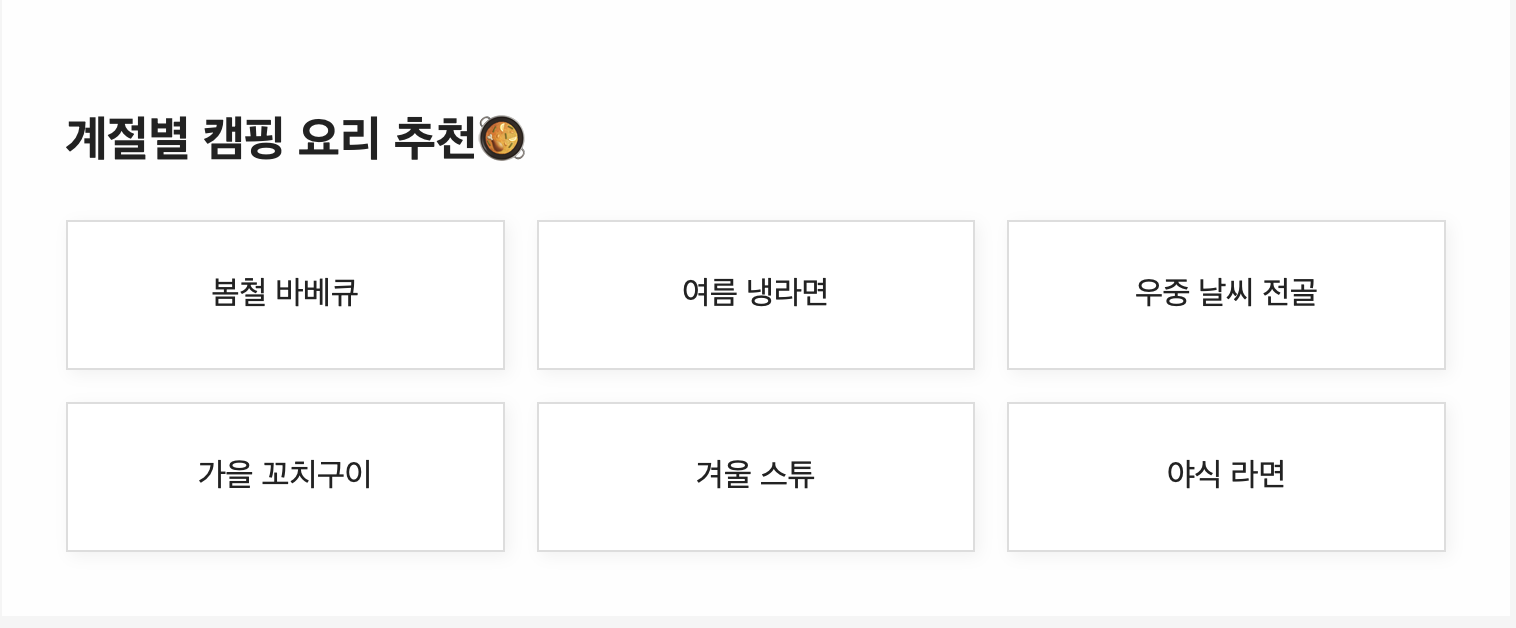 계절별 캠핑 요리 추천🥘
봄철 바베큐
여름 냉라면
우중 날씨 전골
가을 꼬치구이
겨울 스튜
야식 라면